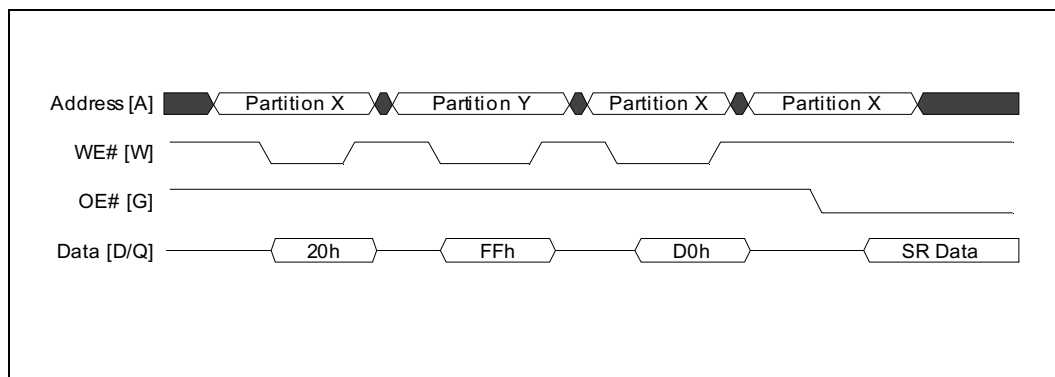 Address [A] Partition X Partition Y Partition X Partition X
WE# [W]
OE# [G]
Data [D/Q] 20h FFh D0h SR Data